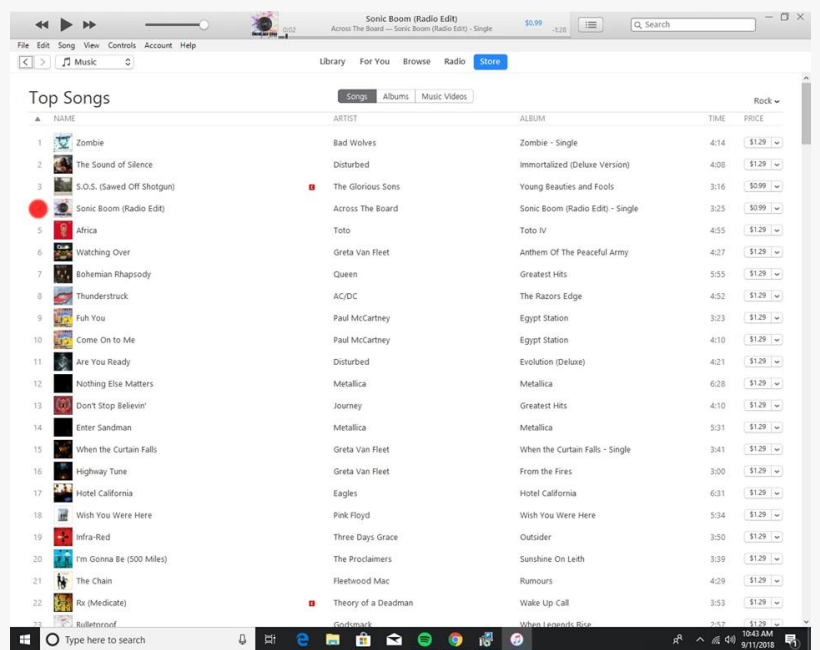 Sonic Boom (Radio Edit)
0:02 Across The Board — Sonic Boom (Radio Edit) - Single -3:28
$0.99
Search
File Edit Song View Controls Account Help
Music Library For You Browse Radio Store
Top Songs Songs Albums Music Videos Rock
NAME ARTIST ALBUM TIME PRICE
1 Zombie Bad Wolves Zombie - Single 4:14 $1.29
2 The Sound of Silence Disturbed Immortalized (Deluxe Version) 4:08 $1.29
3 S.O.S. (Sawed Off Shotgun) E The Glorious Sons Young Beauties and Fools 3:16 $0.99
Sonic Boom (Radio Edit) Across The Board Sonic Boom (Radio Edit) - Single 3:25 $0.99
5 Africa Toto Toto IV 4:55 $1.29
6 Watching Over Greta Van Fleet Anthem Of The Peaceful Army 4:27 $1.29
7 Bohemian Rhapsody Queen Greatest Hits 5:55 $1.29
8 Thunderstruck AC/DC The Razors Edge 4:52 $1.29
9 Fuh You Paul McCartney Egypt Station 3:23 $1.29
10 Come On to Me Paul McCartney Egypt Station 4:10 $1.29
11 Are You Ready Disturbed Evolution (Deluxe) 4:21 $1.29
12 Nothing Else Matters Metallica Metallica 6:28 $1.29
13 Don't Stop Believin' Journey Greatest Hits 4:10 $1.29
14 Enter Sandman Metallica Metallica 5:31 $1.29
15 When the Curtain Falls Greta Van Fleet When the Curtain Falls - Single 3:41 $1.29
16 Highway Tune Greta Van Fleet From the Fires 3:00 $1.29
17 Hotel California Eagles Hotel California 6:31 $1.29
18 Wish You Were Here Pink Floyd Wish You Were Here 5:34 $1.29
19 Infra-Red Three Days Grace Outsider 3:50 $1.29
20 I'm Gonna Be (500 Miles) The Proclaimers Sunshine On Leith 3:39 $1.29
21 The Chain Fleetwood Mac Rumours 4:29 $1.29
22 Rx (Medicate) E Theory of a Deadman Wake Up Call 3:53 $1.29
23 Bulletproof Godsmack When Legends Rise 2:57 $1.29
Type here to search 10:43 AM
9/11/2018